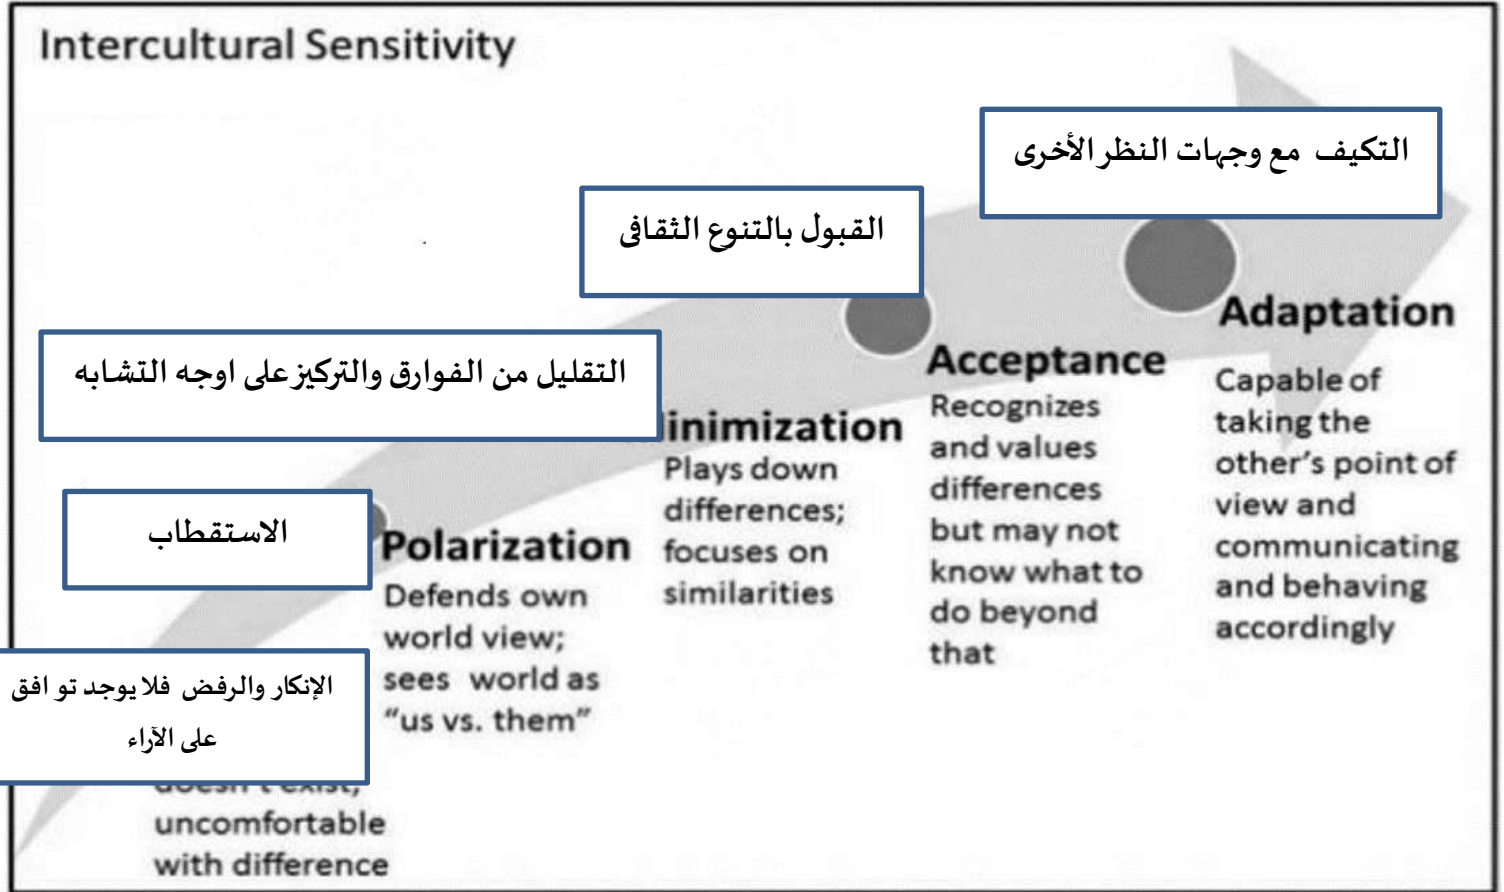 Intercultural Sensitivity
التكيف مع وجهات النظر الأخرى
القبول بالتنوع الثقافى
التقليل من الفوارق والتركيز على اوجه التشابه
الاستقطاب
الإنكار والرفض فلا يوجد تو افق
على الآراء
doesn't exist;
uncomfortable
with difference
Polarization
Defends own
world view;
sees world as
"us vs. them"
inimization
Plays down
differences;
focuses on
similarities
Acceptance
Recognizes
and values
differences
but may not
know what to
do beyond
that
Adaptation
Capable of
taking the
other's point of
view and
communicating
and behaving
accordingly